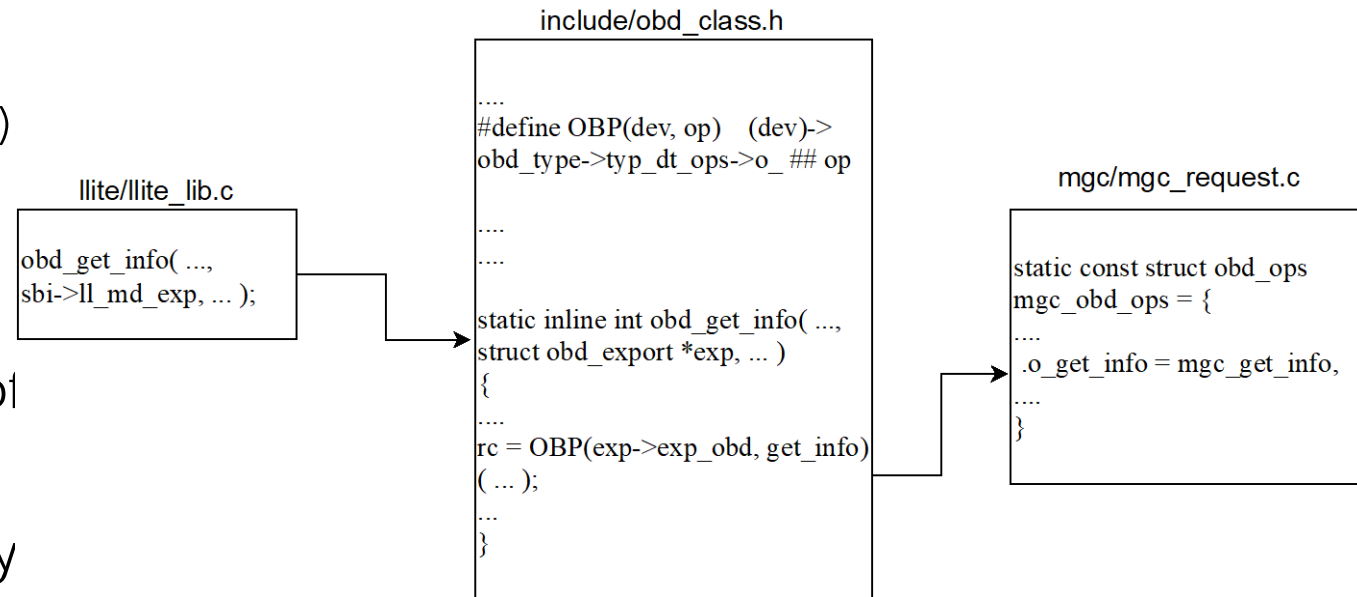 include/obd_class.h
....
#define OBP(dev, op) (dev)->
obd_type->typ_dt_ops->o_ ## op
....
....
static inline int obd_get_info( ...,
struct obd_export *exp, ... )
{
....
rc = OBP(exp->exp_obd, get_info)
( ... );
...
}
llite/llite_lib.c
obd_get_info( ...,
sbi->ll_md_exp, ... );
mgc/mgc_request.c
static const struct obd_ops
mgc_obd_ops = {
....
.o_get_info = mgc_get_info,
....
}
)
y